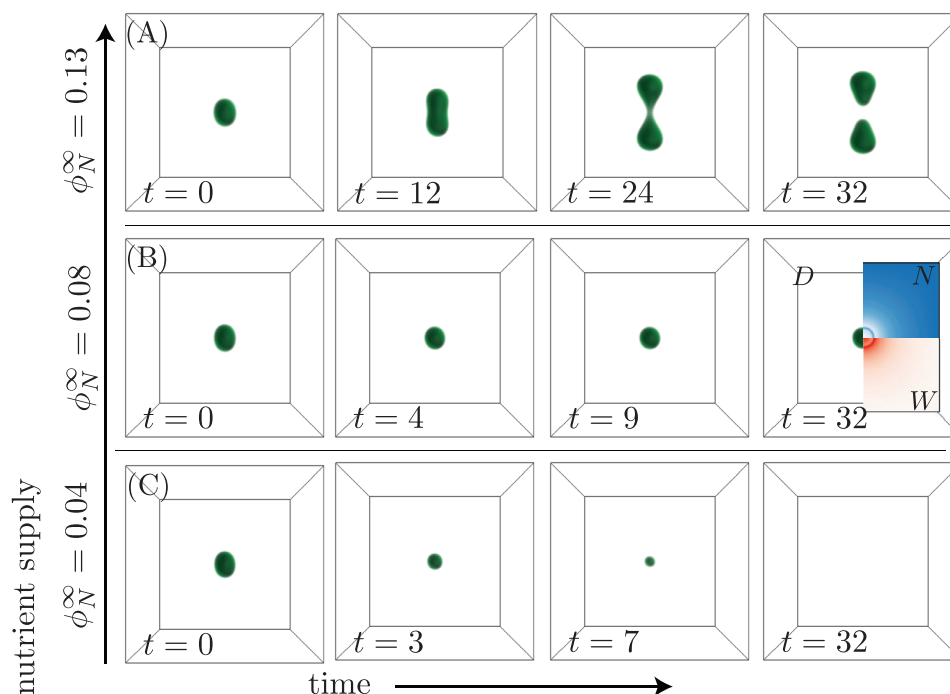 (A)
ϕ_N^∞ = 0.13
t = 0
t = 12
t = 24
t = 32
(B)
ϕ_N^∞ = 0.08
D
N
W
t = 0
t = 4
t = 9
t = 32
(C)
ϕ_N^∞ = 0.04
t = 0
t = 3
t = 7
t = 32
nutrient supply
time